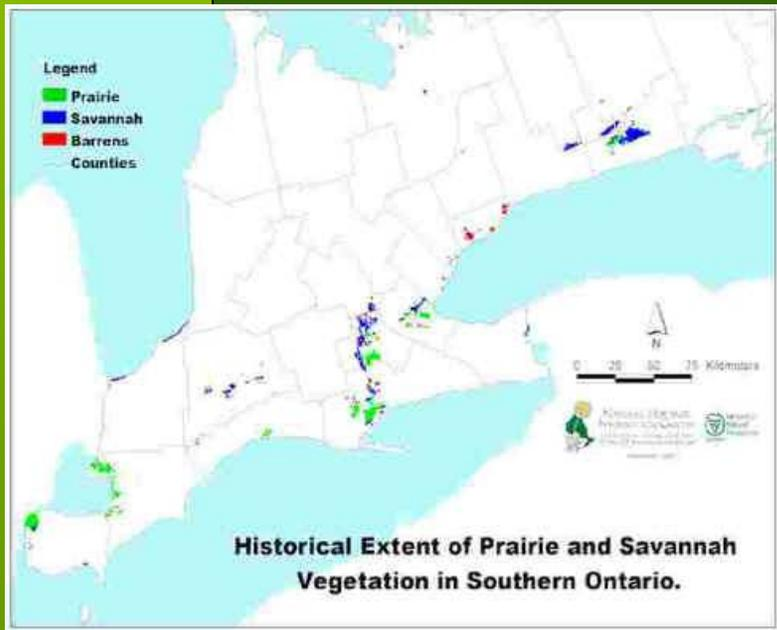 Legend
Prairie
Savannah
Barrens
Counties
N
0 25 50 75 Kilometers
Historical Extent of Prairie and Savannah
Vegetation in Southern Ontario.